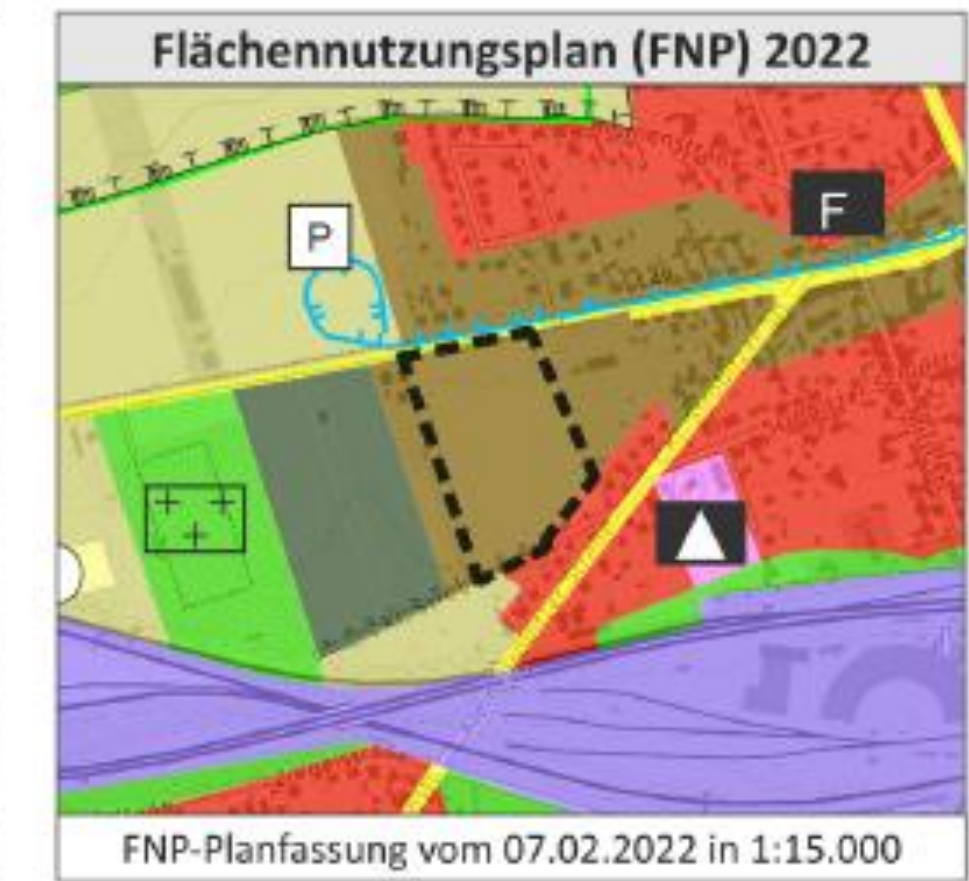 Flächennutzungsplan (FNP) 2022
P
F
FNP-Planfassung vom 07.02.2022 in 1:15.000